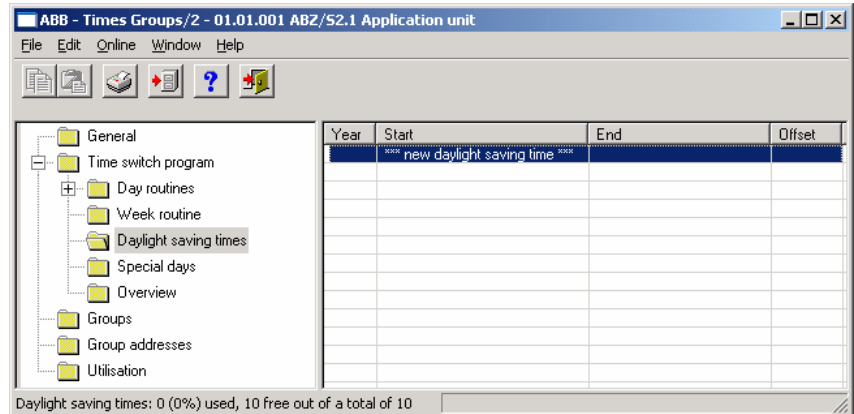 ABB - Times Groups/2 - 01.01.001 ABZ/S2.1 Application unit
File Edit Online Window Help
General
Time switch program
Day routines
Week routine
Daylight saving times
Special days
Overview
Groups
Group addresses
Utilisation
Year Start End Offset
*** new daylight saving time ***
Daylight saving times: 0 (0%) used, 10 free out of a total of 10